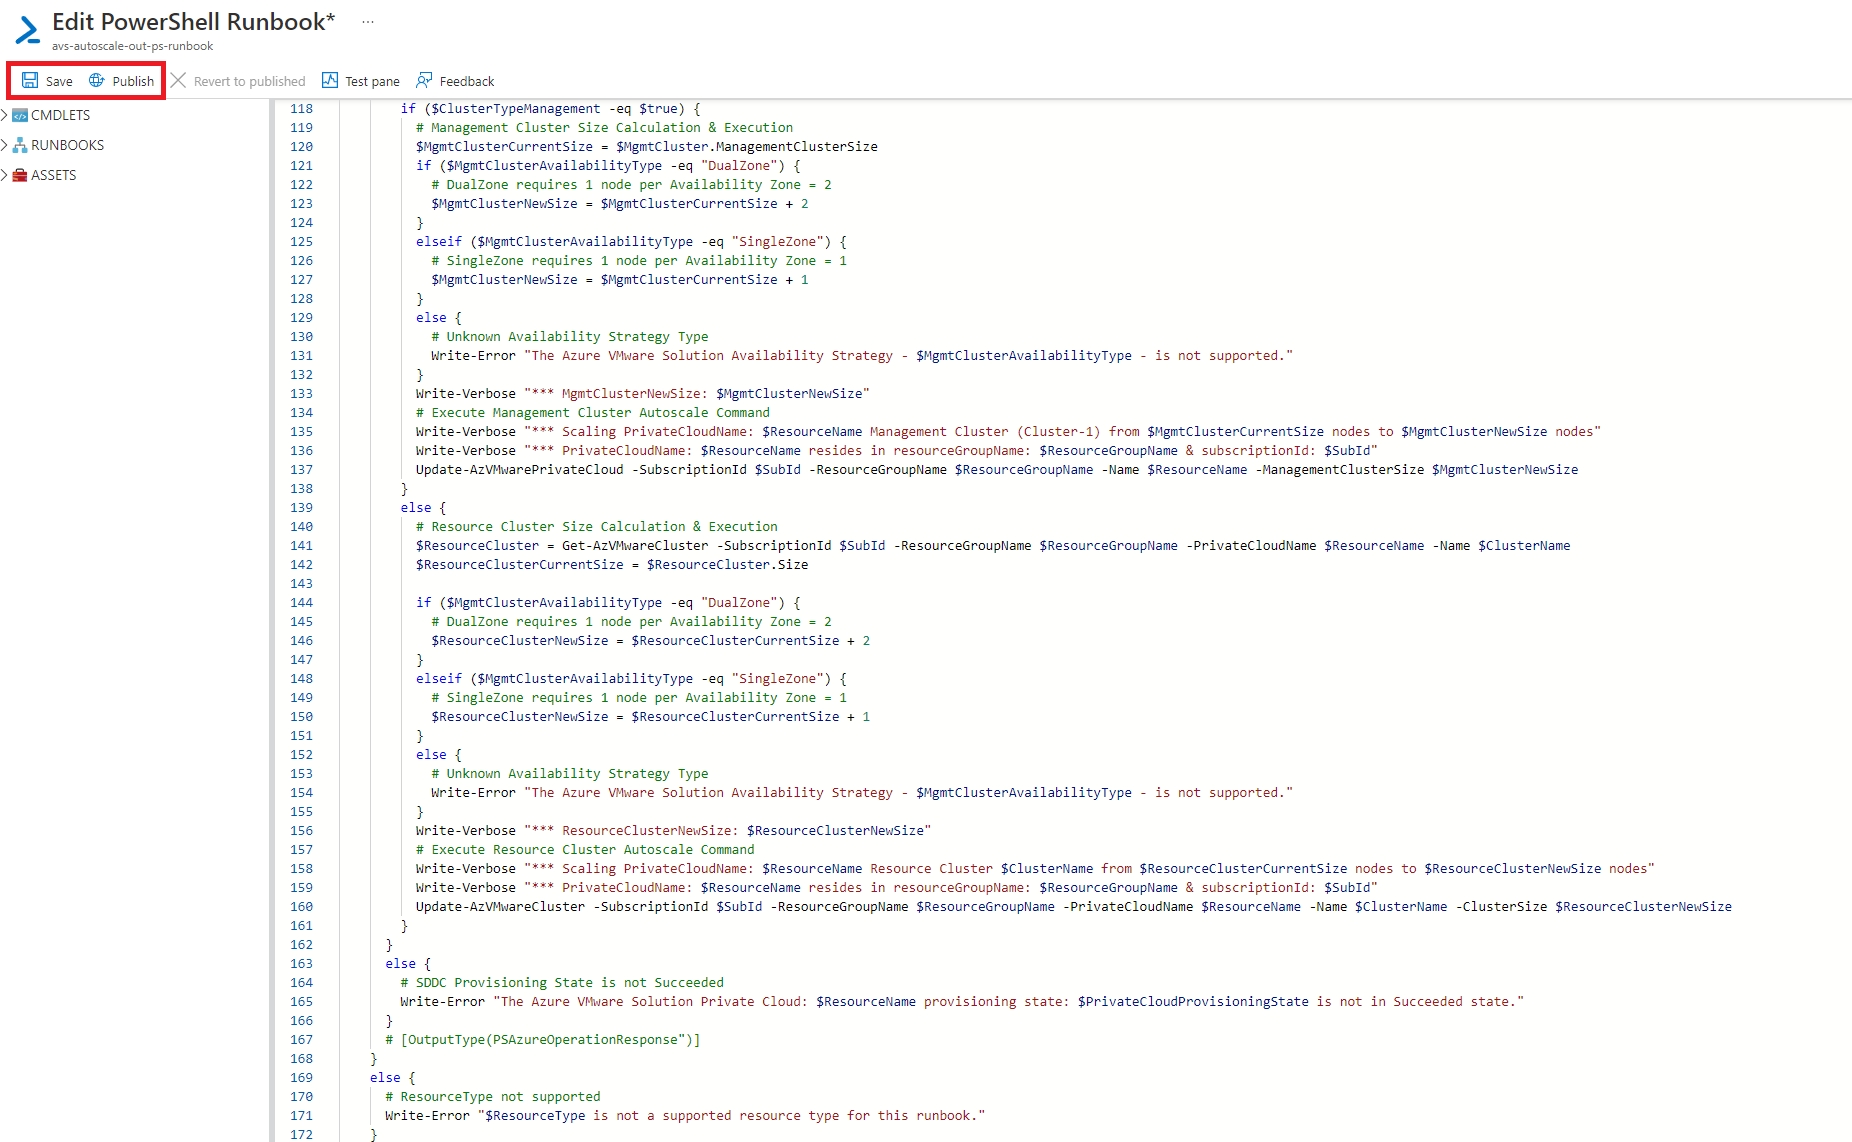 Edit PowerShell Runbook* ...
avs-autoscale-out-ps-runbook
Save Publish Revert to published Test pane Feedback
CMDLETS
RUNBOOKS
ASSETS
118 if ($ClusterTypeManagement -eq $true) {
119 # Management Cluster Size Calculation & Execution
120 $MgmtClusterCurrentSize = $MgmtCluster.ManagementClusterSize
121 if ($MgmtClusterAvailabilityType -eq "DualZone") {
122 # DualZone requires 1 node per Availability Zone = 2
123 $MgmtClusterNewSize = $MgmtClusterCurrentSize + 2
124 }
125 elseif ($MgmtClusterAvailabilityType -eq "SingleZone") {
126 # SingleZone requires 1 node per Availability Zone = 1
127 $MgmtClusterNewSize = $MgmtClusterCurrentSize + 1
128 }
129 else {
130 # Unknown Availability Strategy Type
131 Write-Error "The Azure VMware Solution Availability Strategy - $MgmtClusterAvailabilityType - is not supported."
132 }
133 Write-Verbose "*** MgmtClusterNewSize: $MgmtClusterNewSize"
134 # Execute Management Cluster Autoscale Command
135 Write-Verbose "*** Scaling PrivateCloudName: $ResourceName Management Cluster (Cluster-1) from $MgmtClusterCurrentSize nodes to $MgmtClusterNewSize nodes"
136 Write-Verbose "*** PrivateCloudName: $ResourceName resides in resourceGroupName: $ResourceGroupName & subscriptionId: $SubId"
137 Update-AzVMwarePrivateCloud -SubscriptionId $SubId -ResourceGroupName $ResourceGroupName -Name $ResourceName -ManagementClusterSize $MgmtClusterNewSize
138 }
139 else {
140 # Resource Cluster Size Calculation & Execution
141 $ResourceCluster = Get-AzVMwareCluster -SubscriptionId $SubId -ResourceGroupName $ResourceGroupName -PrivateCloudName $ResourceName -Name $ClusterName
142 $ResourceClusterCurrentSize = $ResourceCluster.Size
143
144 if ($MgmtClusterAvailabilityType -eq "DualZone") {
145 # DualZone requires 1 node per Availability Zone = 2
146 $ResourceClusterNewSize = $ResourceClusterCurrentSize + 2
147 }
148 elseif ($MgmtClusterAvailabilityType -eq "SingleZone") {
149 # SingleZone requires 1 node per Availability Zone = 1
150 $ResourceClusterNewSize = $ResourceClusterCurrentSize + 1
151 }
152 else {
153 # Unknown Availability Strategy Type
154 Write-Error "The Azure VMware Solution Availability Strategy - $MgmtClusterAvailabilityType - is not supported."
155 }
156 Write-Verbose "*** ResourceClusterNewSize: $ResourceClusterNewSize"
157 # Execute Resource Cluster Autoscale Command
158 Write-Verbose "*** Scaling PrivateCloudName: $ResourceName Resource Cluster $ClusterName from $ResourceClusterCurrentSize nodes to $ResourceClusterNewSize nodes"
159 Write-Verbose "*** PrivateCloudName: $ResourceName resides in resourceGroupName: $ResourceGroupName & subscriptionId: $SubId"
160 Update-AzVMwareCluster -SubscriptionId $SubId -ResourceGroupName $ResourceGroupName -PrivateCloudName $ResourceName -Name $ClusterName -ClusterSize $ResourceClusterNewSize
161 }
162 }
163 else {
164 # SDDC Provisioning State is not Succeeded
165 Write-Error "The Azure VMware Solution Private Cloud: $ResourceName provisioning state: $PrivateCloudProvisioningState is not in Succeeded state."
166 }
167 # [OutputType(PSAzureOperationResponse")]
168 }
169 else {
170 # ResourceType not supported
171 Write-Error "$ResourceType is not a supported resource type for this runbook."
172 }